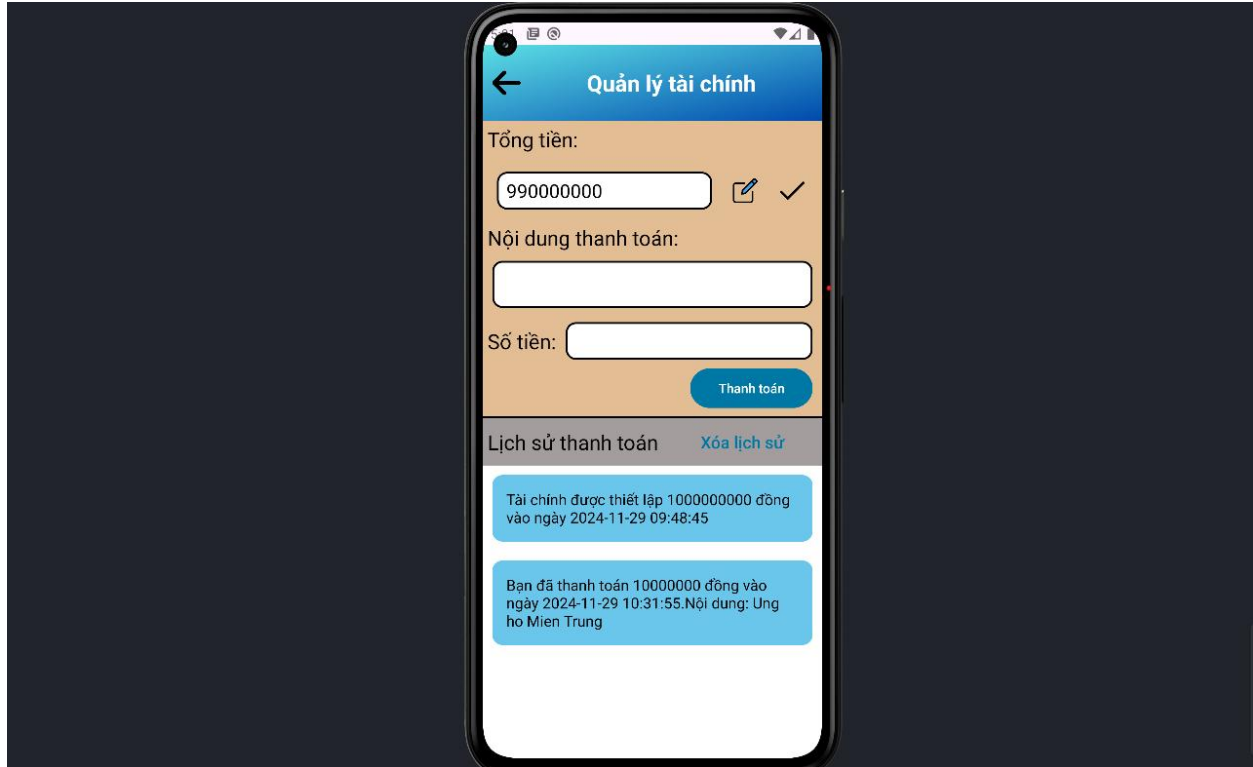 Quản lý tài chính
Tổng tiền:
990000000
Nội dung thanh toán:
Số tiền:
Thanh toán
Lịch sử thanh toán Xóa lịch sử
Tài chính được thiết lập 1000000000 đồng
vào ngày 2024-11-29 09:48:45
Bạn đã thanh toán 10000000 đồng vào
ngày 2024-11-29 10:31:55.Nội dung: Ung
ho Mien Trung